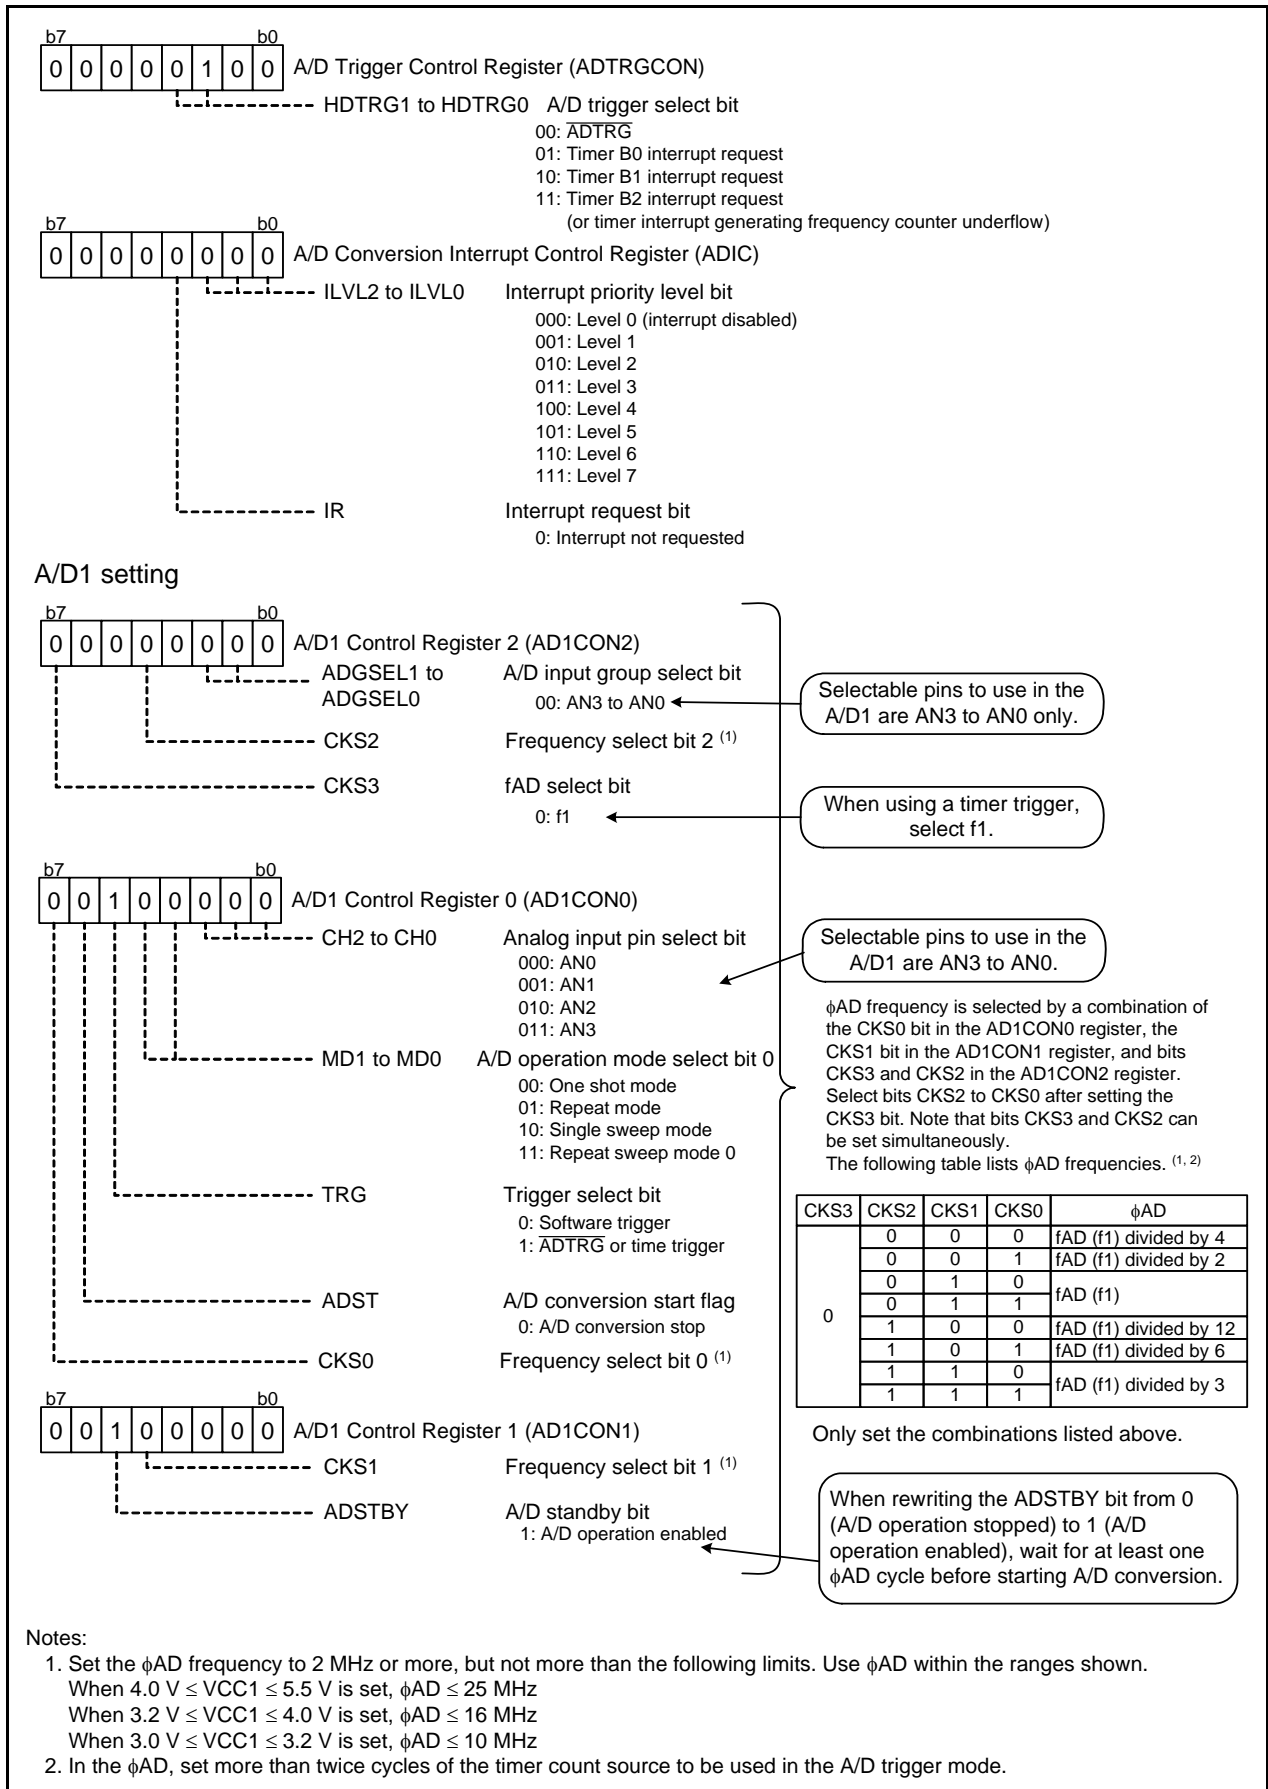 b7 b0
0 0 0 0 0 1 0 0 A/D Trigger Control Register (ADTRGCON)
HDTRG1 to HDTRG0 A/D trigger select bit
00: ADTRG
01: Timer B0 interrupt request
10: Timer B1 interrupt request
11: Timer B2 interrupt request
(or timer interrupt generating frequency counter underflow)
b7 b0
0 0 0 0 0 0 0 0 A/D Conversion Interrupt Control Register (ADIC)
ILVL2 to ILVL0 Interrupt priority level bit
000: Level 0 (interrupt disabled)
001: Level 1
010: Level 2
011: Level 3
100: Level 4
101: Level 5
110: Level 6
111: Level 7
IR Interrupt request bit
0: Interrupt not requested
A/D1 setting
b7 b0
0 0 0 0 0 0 0 0 A/D1 Control Register 2 (AD1CON2)
ADGSEL1 to ADGSEL0 A/D input group select bit
00: AN3 to AN0
Selectable pins to use in the
A/D1 are AN3 to AN0 only.
CKS2 Frequency select bit 2 (1)
CKS3 fAD select bit
0: f1
When using a timer trigger,
select f1.
b7 b0
0 0 1 0 0 0 0 0 A/D1 Control Register 0 (AD1CON0)
CH2 to CH0 Analog input pin select bit
000: AN0
001: AN1
010: AN2
011: AN3
Selectable pins to use in the
A/D1 are AN3 to AN0.
MD1 to MD0 A/D operation mode select bit 0
00: One shot mode
01: Repeat mode
10: Single sweep mode
11: Repeat sweep mode 0
TRG Trigger select bit
0: Software trigger
1: ADTRG or time trigger
ADST A/D conversion start flag
0: A/D conversion stop
CKS0 Frequency select bit 0 (1)
b7 b0
0 0 1 0 0 0 0 0 A/D1 Control Register 1 (AD1CON1)
CKS1 Frequency select bit 1 (1)
ADSTBY A/D standby bit
1: A/D operation enabled
ϕAD frequency is selected by a combination of
the CKS0 bit in the AD1CON0 register, the
CKS1 bit in the AD1CON1 register, and bits
CKS3 and CKS2 in the AD1CON2 register.
Select bits CKS2 to CKS0 after setting the
CKS3 bit. Note that bits CKS3 and CKS2 can
be set simultaneously.
The following table lists ϕAD frequencies. (1, 2)
CKS3 CKS2 CKS1 CKS0 ϕAD
0
0 0 0 fAD (f1) divided by 4
0 0 1 fAD (f1) divided by 2
0 1 0
0 1 1
fAD (f1)
1 0 0 fAD (f1) divided by 12
1 0 1 fAD (f1) divided by 6
1 1 0
1 1 1
fAD (f1) divided by 3
Only set the combinations listed above.
When rewriting the ADSTBY bit from 0
(A/D operation stopped) to 1 (A/D
operation enabled), wait for at least one
ϕAD cycle before starting A/D conversion.
Notes:
1. Set the ϕAD frequency to 2 MHz or more, but not more than the following limits. Use ϕAD within the ranges shown.
When 4.0 V ≤ VCC1 ≤ 5.5 V is set, ϕAD ≤ 25 MHz
When 3.2 V ≤ VCC1 ≤ 4.0 V is set, ϕAD ≤ 16 MHz
When 3.0 V ≤ VCC1 ≤ 3.2 V is set, ϕAD ≤ 10 MHz
2. In the ϕAD, set more than twice cycles of the timer count source to be used in the A/D trigger mode.